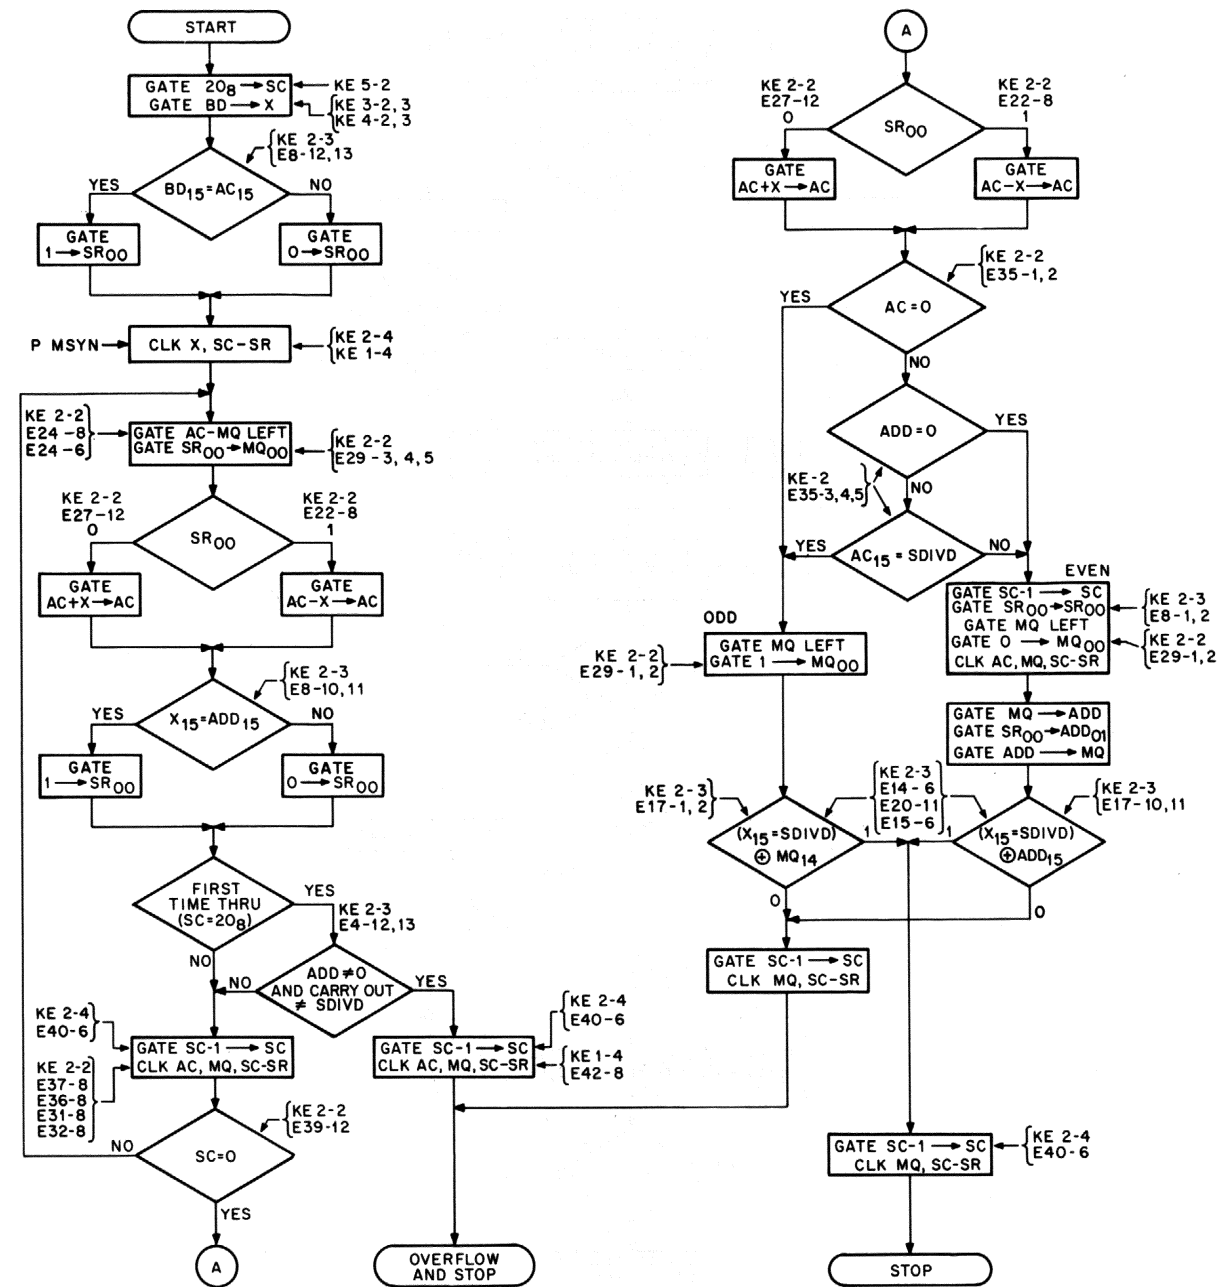 START
GATE 20₈ → SC
GATE BD → X
KE 5-2
KE 3-2, 3
KE 4-2, 3
KE 2-3
E8-12, 13
BD₁₅=AC₁₅
YES
NO
GATE
1 → SR₀₀
GATE
0 → SR₀₀
P MSYN
CLK X, SC-SR
KE 2-4
KE 1-4
KE 2-2
E24-8
E24-6
GATE AC-MQ LEFT
GATE SR₀₀ → MQ₀₀
KE 2-2
E29-3, 4, 5
KE 2-2
E27-12
0
SR₀₀
KE 2-2
E22-8
1
GATE
AC+X → AC
GATE
AC-X → AC
KE 2-3
E8-10, 11
X₁₅=ADD₁₅
YES
NO
GATE
1 → SR₀₀
GATE
0 → SR₀₀
FIRST
TIME THRU
(SC=20₈)
YES
NO
KE 2-3
E4-12, 13
ADD ≠ 0
AND CARRY OUT
≠ SDIVD
NO
YES
KE 2-4
E40-6
GATE SC-1 → SC
CLK AC, MQ, SC-SR
KE 2-2
E37-8
E36-8
E31-8
E32-8
GATE SC-1 → SC
CLK AC, MQ, SC-SR
KE 2-4
E40-6
KE 1-4
E42-8
KE 2-2
E39-12
SC=0
NO
YES
A
OVERFLOW
AND STOP
A
KE 2-2
E27-12
0
SR₀₀
KE 2-2
E22-8
1
GATE
AC+X → AC
GATE
AC-X → AC
KE 2-2
E35-1, 2
AC=0
YES
NO
ADD=0
YES
NO
KE-2
E35-3, 4, 5
AC₁₅ = SDIVD
YES
NO
EVEN
GATE SC-1 → SC
GATE SR₀₀ → SR₀₀
GATE MQ LEFT
GATE 0 → MQ₀₀
CLK AC, MQ, SC-SR
KE 2-3
E8-1, 2
KE 2-2
E29-1, 2
ODD
GATE MQ LEFT
GATE 1 → MQ₀₀
KE 2-2
E29-1, 2
GATE MQ → ADD
GATE SR₀₀ → ADD₀₁
GATE ADD → MQ
KE 2-3
E17-1, 2
KE 2-3
E14-6
E20-11
E15-6
KE 2-3
E17-10, 11
(X₁₅=SDIVD)
⊕ MQ₁₄
1
0
(X₁₅=SDIVD)
⊕ ADD₁₅
1
0
GATE SC-1 → SC
CLK MQ, SC-SR
GATE SC-1 → SC
CLK MQ, SC-SR
KE 2-4
E40-6
STOP